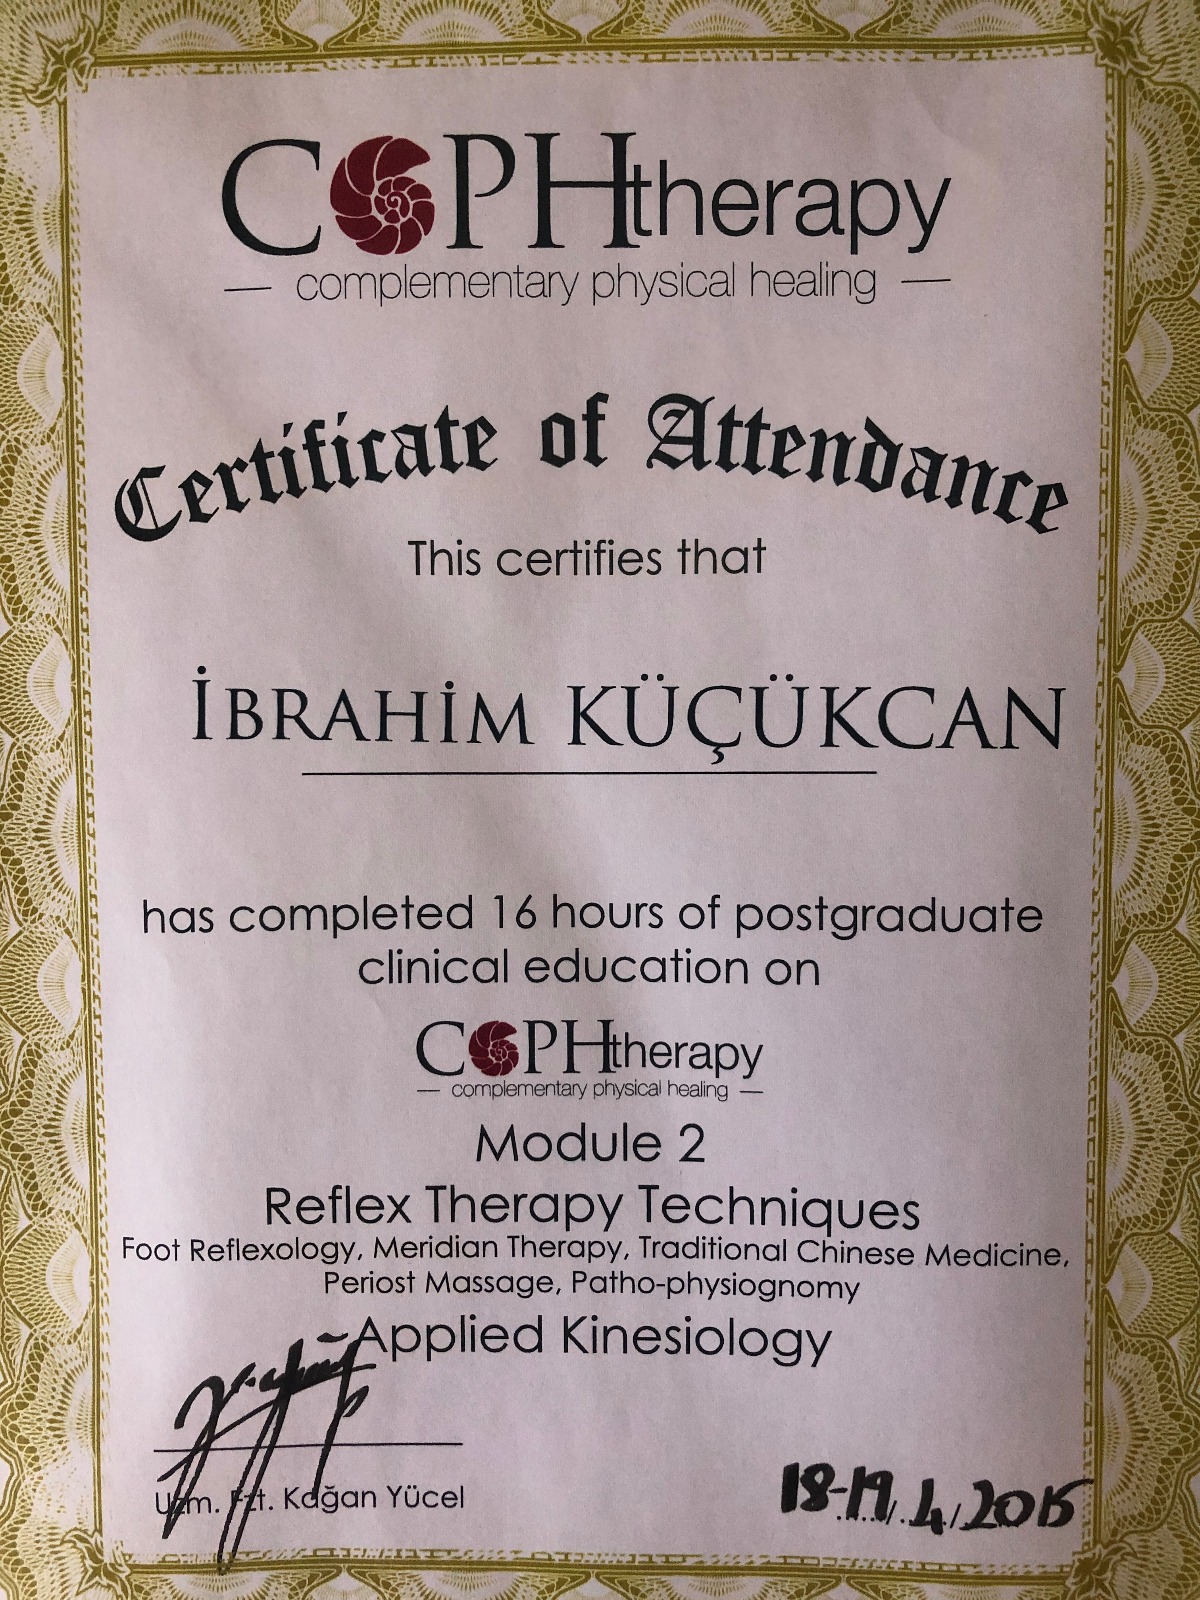 COPHtherapy
complementary physical healing
Certificate of Attendance
This certifies that
İBRAHİM KÜÇÜKCAN
has completed 16 hours of postgraduate
clinical education on
COPHtherapy
complementary physical healing
Module 2
Reflex Therapy Techniques
Foot Reflexology, Meridian Therapy, Traditional Chinese Medicine,
Periost Massage, Patho-physiognomy
Applied Kinesiology
Uzm. Fzt. Kağan Yücel
18-19/4/2015